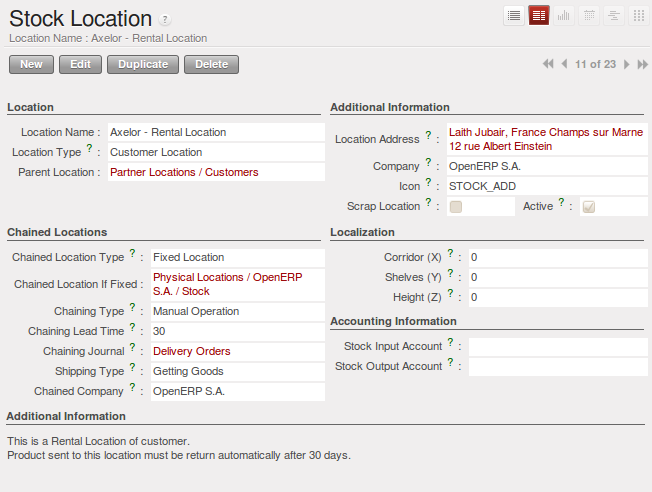 Stock Location ?
Location Name : Axelor - Rental Location
New Edit Duplicate Delete
11 of 23
Location
Location Name : Axelor - Rental Location
Location Type ? : Customer Location
Parent Location : Partner Locations / Customers
Additional Information
Location Address ? : Laith Jubair, France Champs sur Marne
12 rue Albert Einstein
Company ? : OpenERP S.A.
Icon ? : STOCK_ADD
Scrap Location ? : Active ? :
Chained Locations
Chained Location Type ? : Fixed Location
Chained Location If Fixed : Physical Locations / OpenERP
S.A. / Stock
Chaining Type ? : Manual Operation
Chaining Lead Time ? : 30
Chaining Journal ? : Delivery Orders
Shipping Type ? : Getting Goods
Chained Company ? : OpenERP S.A.
Localization
Corridor (X) ? : 0
Shelves (Y) ? : 0
Height (Z) ? : 0
Accounting Information
Stock Input Account ? :
Stock Output Account ? :
Additional Information
This is a Rental Location of customer.
Product sent to this location must be return automatically after 30 days.